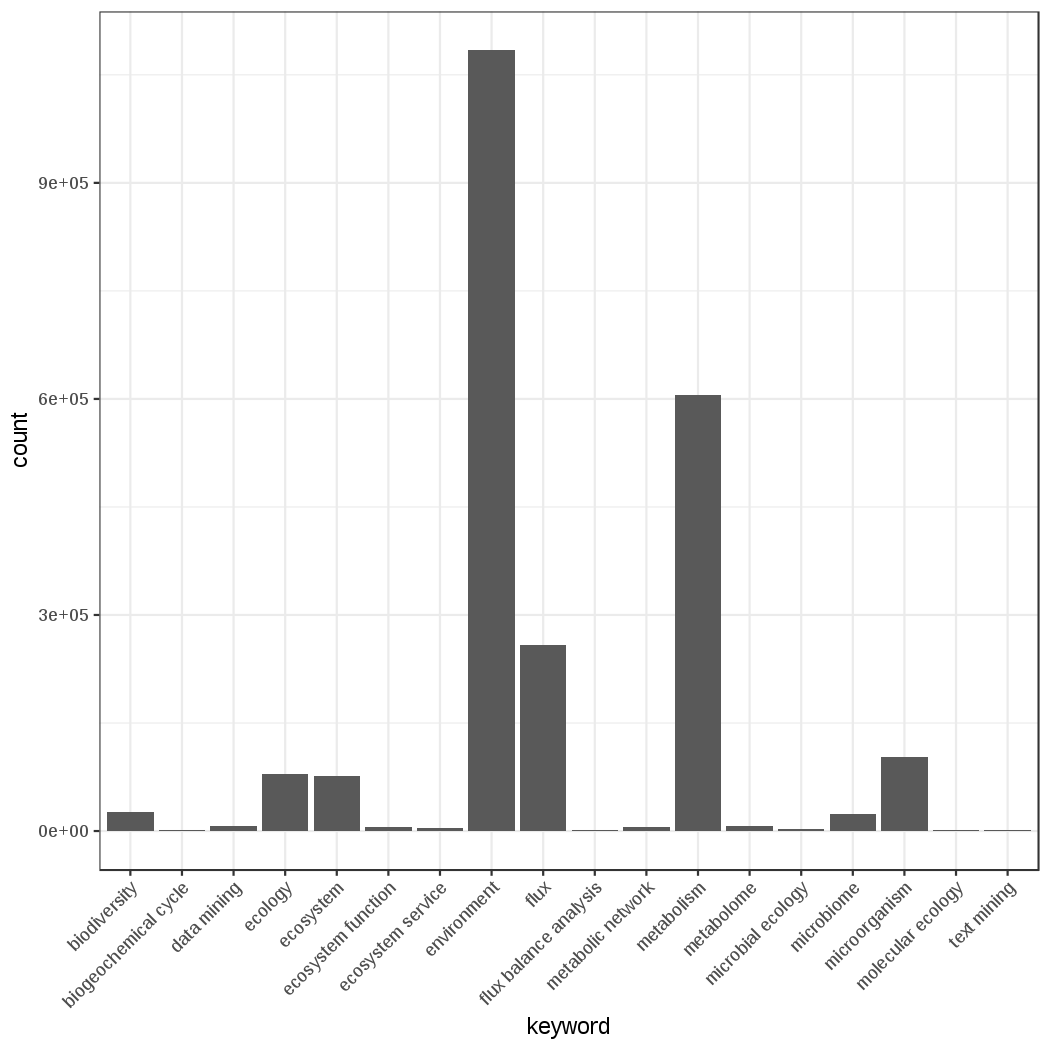 count
9e+05
6e+05
3e+05
0e+00
biodiversity
biogeochemical cycle
data mining
ecology
ecosystem
ecosystem function
ecosystem service
environment
flux
flux balance analysis
metabolic network
metabolism
metabolome
microbial ecology
microbiome
microorganism
molecular ecology
text mining
keyword